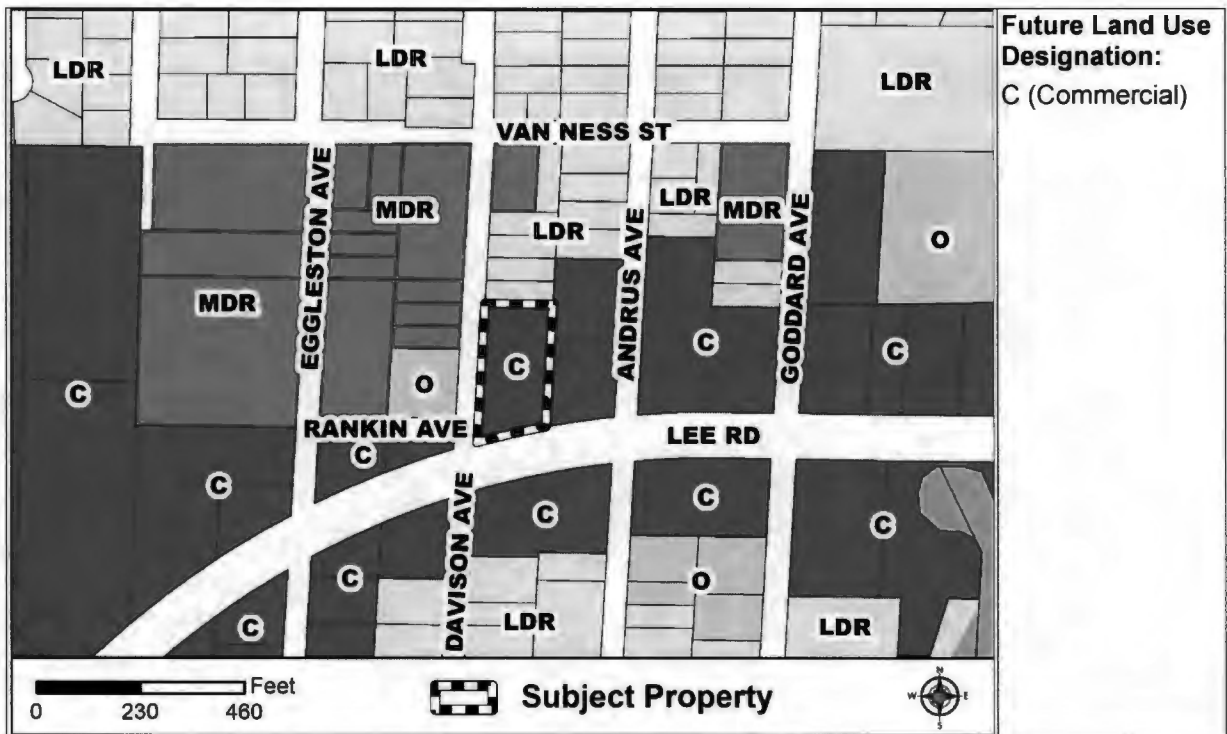 Future Land Use
Designation:
C (Commercial)
LDR
LDR
LDR
VAN NESS ST
EGGLESTON AVE
MDR
LDR
LDR
MDR
ANDRUS AVE
GODDARD AVE
O
MDR
C
O
C
C
C
RANKIN AVE
LEE RD
C
C
DAVISON AVE
C
C
C
C
O
C
LDR
LDR
Feet
0 230 460
Subject Property
N
W E
S